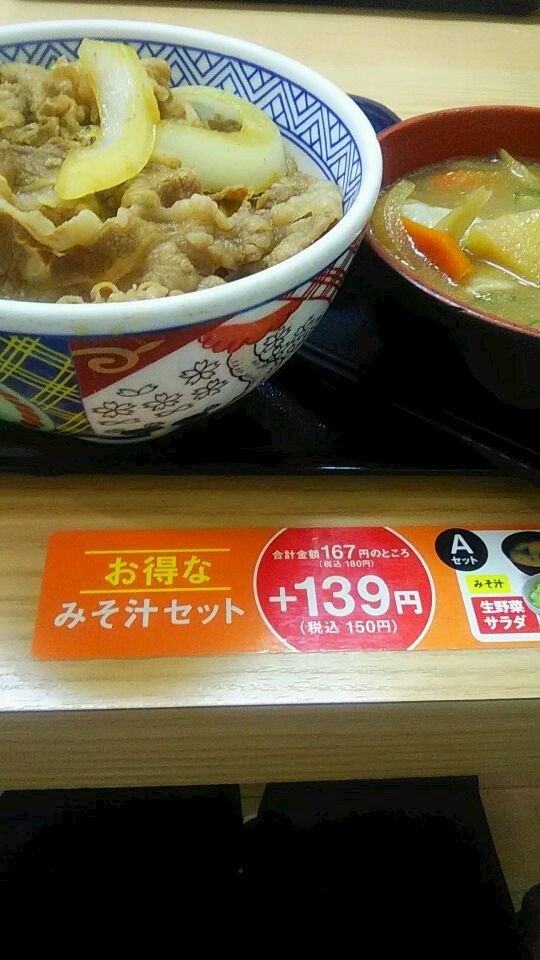 お得な
みそ汁セット
合計金額167円のところ
(税込 180円)
+139円
(税込 150円)
A
セット
みそ汁
生野菜
サラダ